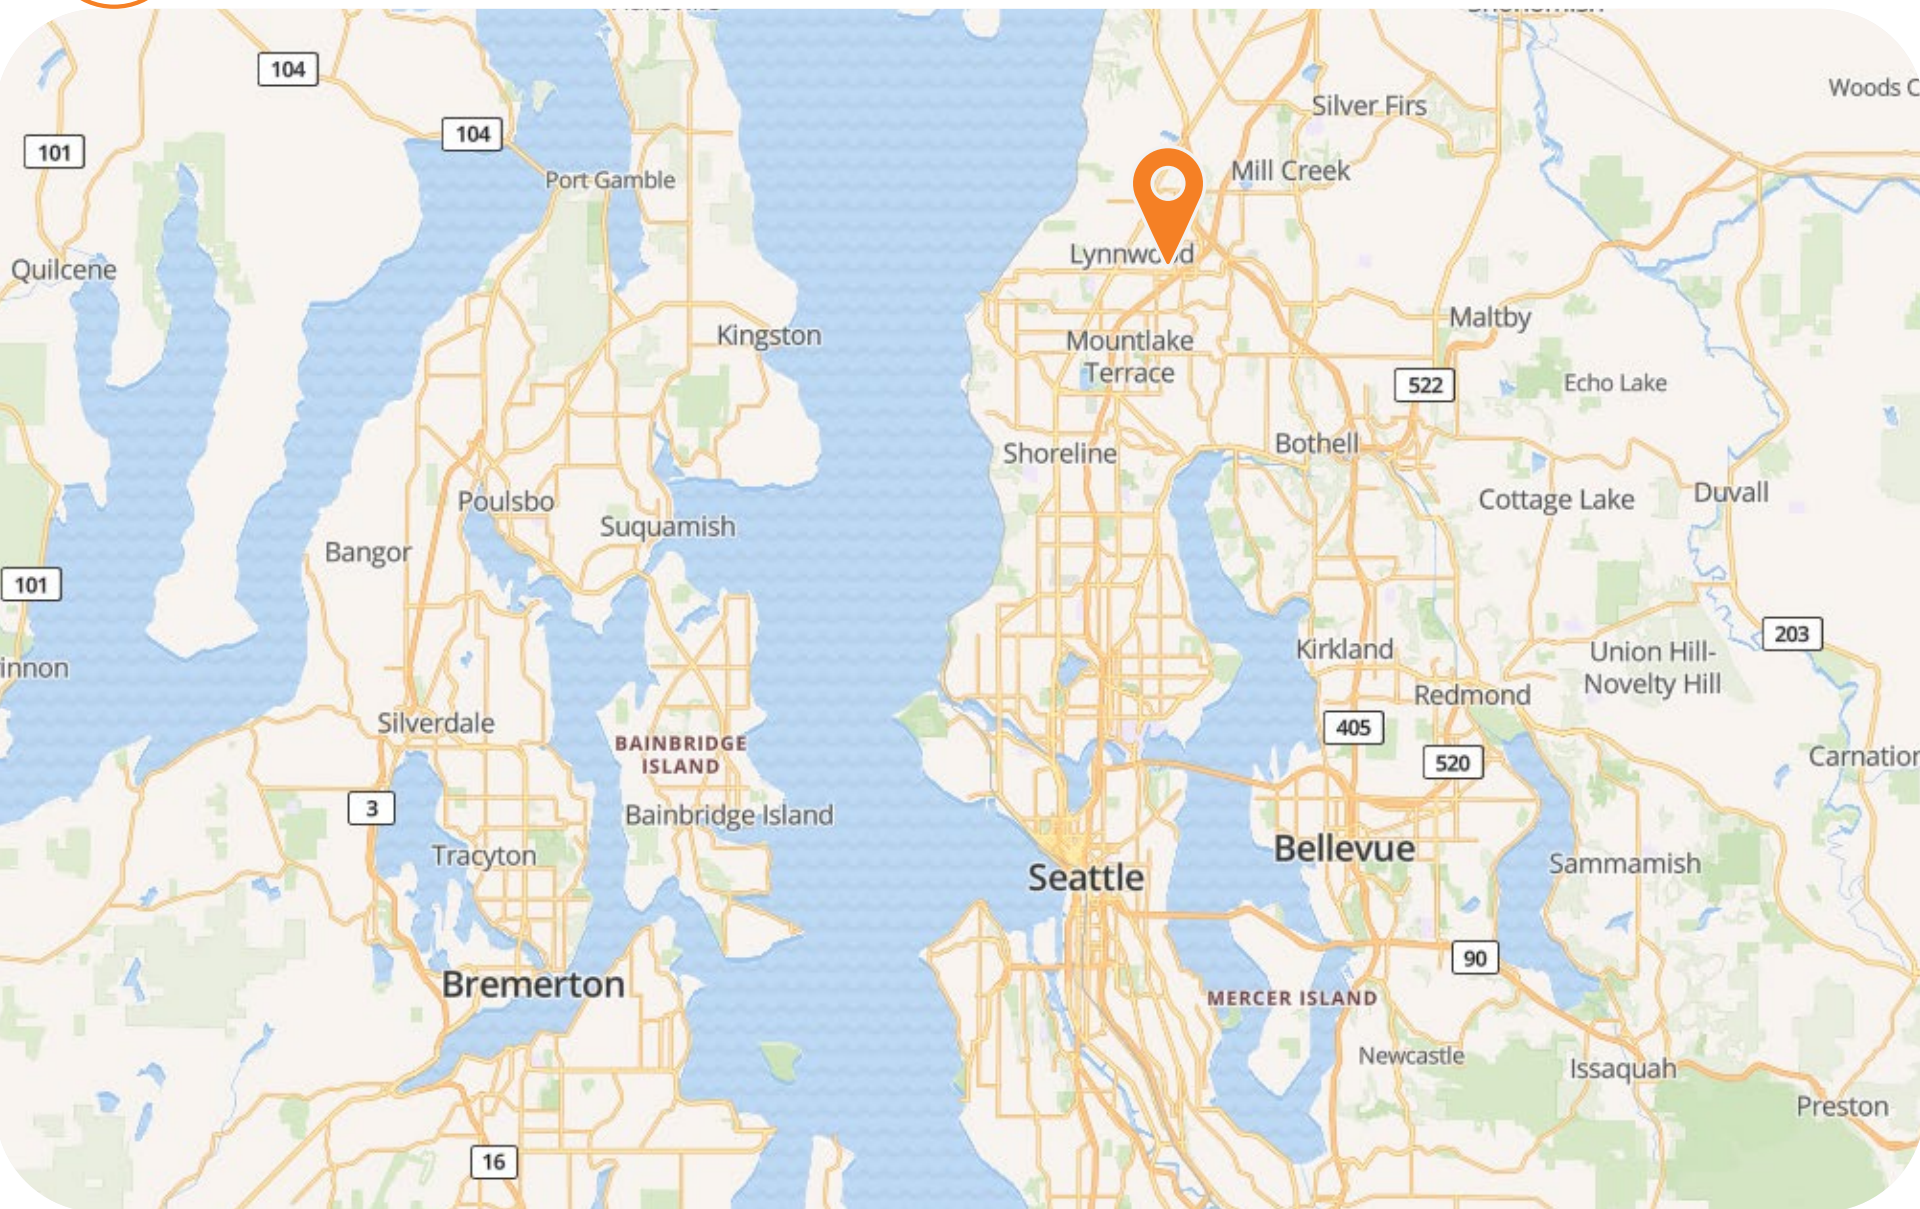 104
Silver Firs
Woods C
104
101
Mill Creek
Port Gamble
Lynnwood
Quilcene
Maltby
Kingston
Mountlake
Terrace
522
Echo Lake
Bothell
Shoreline
Duvall
Cottage Lake
Poulsbo
Suquamish
Bangor
101
203
Kirkland
Union Hill-
Novelty Hill
innon
Redmond
Silverdale
405
BAINBRIDGE
ISLAND
520
Carnation
3
Bainbridge Island
Bellevue
Tracyton
Sammamish
Seattle
90
Bremerton
MERCER ISLAND
Newcastle
Issaquah
Preston
16